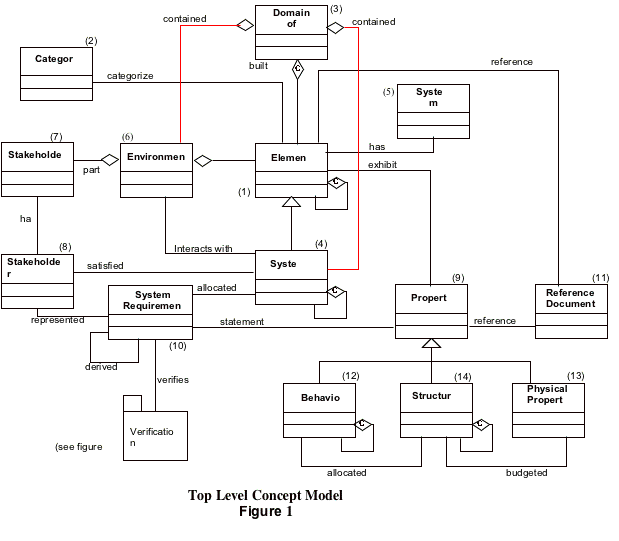 contained
Domain
of
(3)
contained
(2)
Categor
categorize
built
C
reference
(5)
Syste
m
(7)
Stakeholde
part
(6)
Environmen
Elemen
(1)
C
has
exhibit
ha
(8)
Stakeholde
r
satisfied
Interacts with
(4)
Syste
C
System
Requiremen
allocated
(10)
represented
derived
statement
(9)
Propert
reference
(11)
Reference
Document
verifies
Verificatio
n
(see figure
(12)
Behavio
C
(14)
Structur
C
(13)
Physical
Propert
allocated
budgeted
Top Level Concept Model
Figure 1